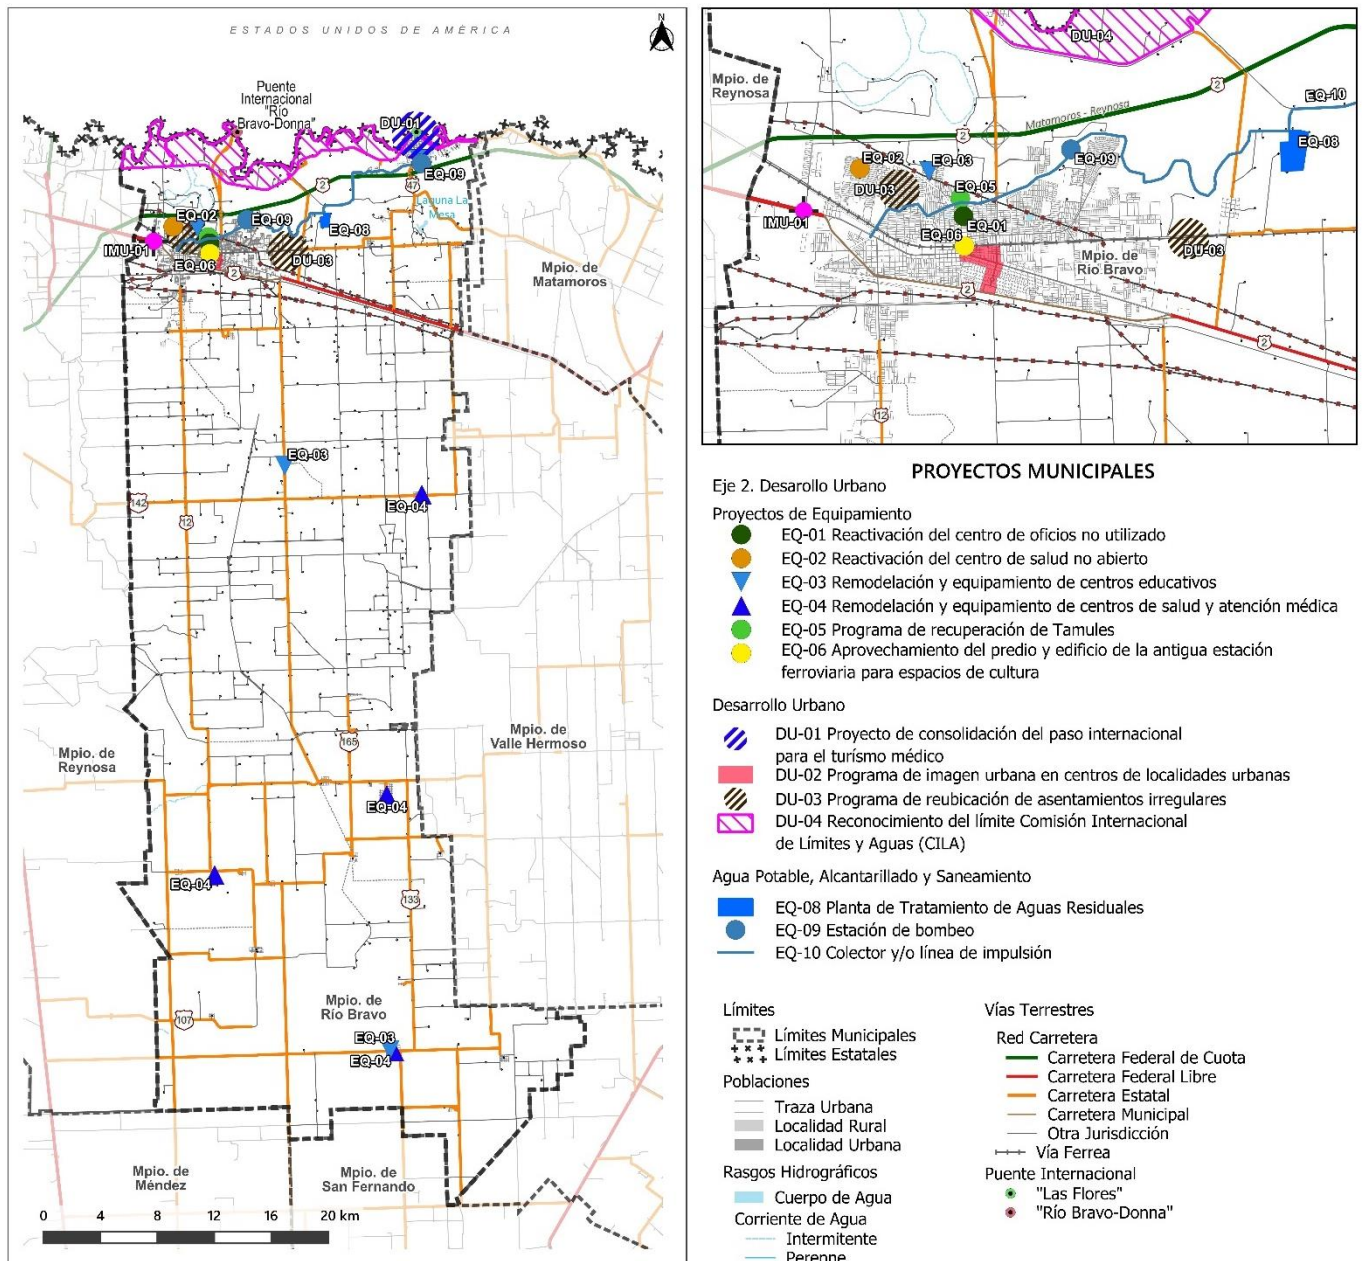 ESTADOS UNIDOS DE AMÉRICA
N
Puente
Internacional
"Río
Bravo-Donna"
DU-01
EQ-09
2
47
Laguna La
Mesa
EQ-02
EQ-09
EQ-08
IMU-01
EQ-06
DU-03
2
Mpio. de
Matamoros
EQ-03
142
12
EQ-04
165
Mpio. de
Valle Hermoso
Mpio. de
Reynosa
EQ-04
EQ-04
133
Mpio. de
Río Bravo
107
EQ-03
EQ-04
Mpio. de
Méndez
Mpio. de
San Fernando
0 4 8 12 16 20 km
DU-04
Mpio. de
Reynosa
2
EQ-10
Matamoros - Reynosa
2
EQ-08
EQ-02
EQ-03
EQ-09
DU-03
EQ-05
IMU-01
EQ-01
EQ-06
DU-03
Mpio. de
Río Bravo
2
2
12
PROYECTOS MUNICIPALES
Eje 2. Desarollo Urbano
Proyectos de Equipamiento
EQ-01 Reactivación del centro de oficios no utilizado
EQ-02 Reactivación del centro de salud no abierto
EQ-03 Remodelación y equipamiento de centros educativos
EQ-04 Remodelación y equipamiento de centros de salud y atención médica
EQ-05 Programa de recuperación de Tamules
EQ-06 Aprovechamiento del predio y edificio de la antigua estación
ferroviaria para espacios de cultura
Desarrollo Urbano
DU-01 Proyecto de consolidación del paso internacional
para el turísmo médico
DU-02 Programa de imagen urbana en centros de localidades urbanas
DU-03 Programa de reubicación de asentamientos irregulares
DU-04 Reconocimiento del límite Comisión Internacional
de Límites y Aguas (CILA)
Agua Potable, Alcantarillado y Saneamiento
EQ-08 Planta de Tratamiento de Aguas Residuales
EQ-09 Estación de bombeo
EQ-10 Colector y/o línea de impulsión
Límites
Límites Municipales
Límites Estatales
Poblaciones
Traza Urbana
Localidad Rural
Localidad Urbana
Rasgos Hidrográficos
Cuerpo de Agua
Corriente de Agua
Intermitente
Perenne
Vías Terrestres
Red Carretera
Carretera Federal de Cuota
Carretera Federal Libre
Carretera Estatal
Carretera Municipal
Otra Jurisdicción
Vía Ferrea
Puente Internacional
"Las Flores"
"Río Bravo-Donna"